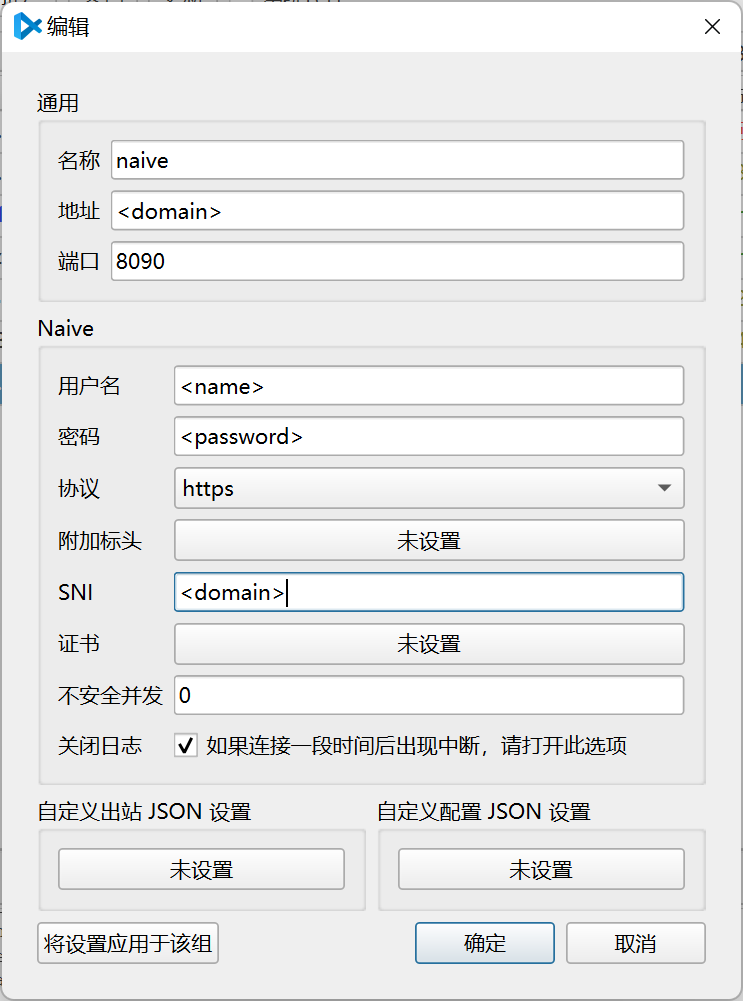 编辑
通用
名称 naive
地址 <domain>
端口 8090
Naive
用户名 <name>
密码 <password>
协议 https
附加标头 未设置
SNI <domain>
证书 未设置
不安全并发 0
关闭日志 如果连接一段时间后出现中断，请打开此选项
自定义出站 JSON 设置 自定义配置 JSON 设置
未设置 未设置
将设置应用于该组 确定 取消